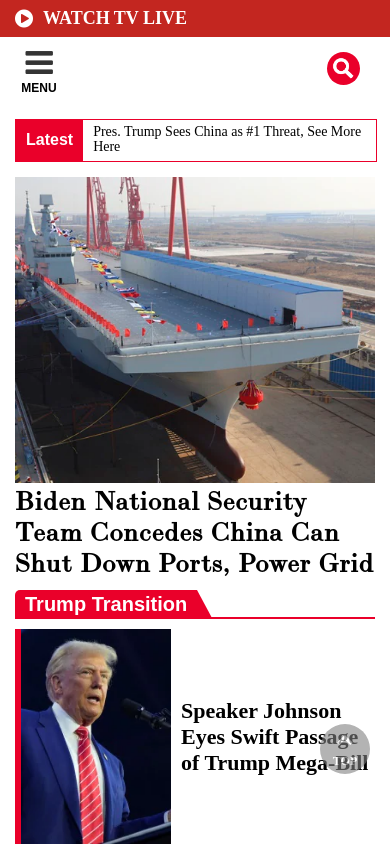 WATCH TV LIVE
MENU
Latest
Pres. Trump Sees China as #1 Threat, See More
Here
Biden National Security
Team Concedes China Can
Shut Down Ports, Power Grid
Trump Transition
Speaker Johnson
Eyes Swift Passage
of Trump Mega-Bill